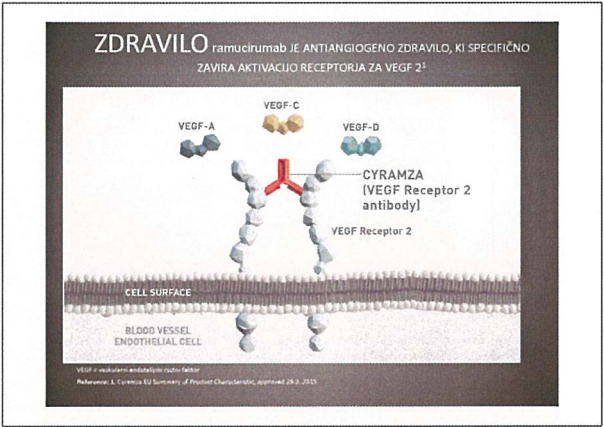 ZDRAVILO ramucirumab JE ANTIANGIOGENO ZDRAVILO, KI SPECIFIČNO
ZAVIRA AKTIVACIJO RECEPTORJA ZA VEGF 2¹
VEGF-C
VEGF-A
VEGF-D
CYRAMZA
(VEGF Receptor 2
antibody)
VEGF Receptor 2
CELL SURFACE
BLOOD VESSEL
ENDOTHELIAL CELL
VEGF = vaskularni endotelijski rastni faktor
Reference: 1. Cyramza EU Summary of Product Characteristic, approved 2015